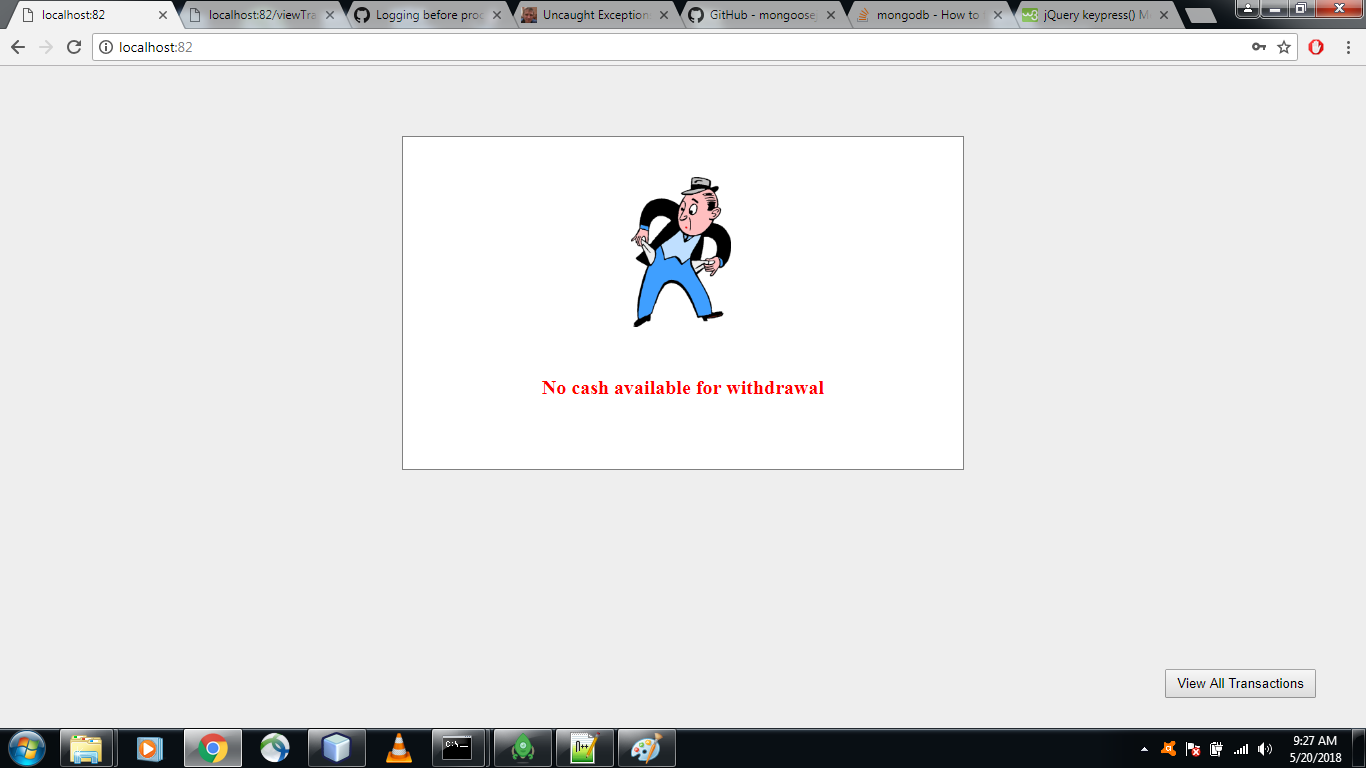 localhost:82
localhost:82/viewTra
Logging before proc
Uncaught Exception
GitHub - mongoose
mongodb - How to
jQuery keypress() M
localhost:82
No cash available for withdrawal
View All Transactions
C:\._
9:27 AM
5/20/2018